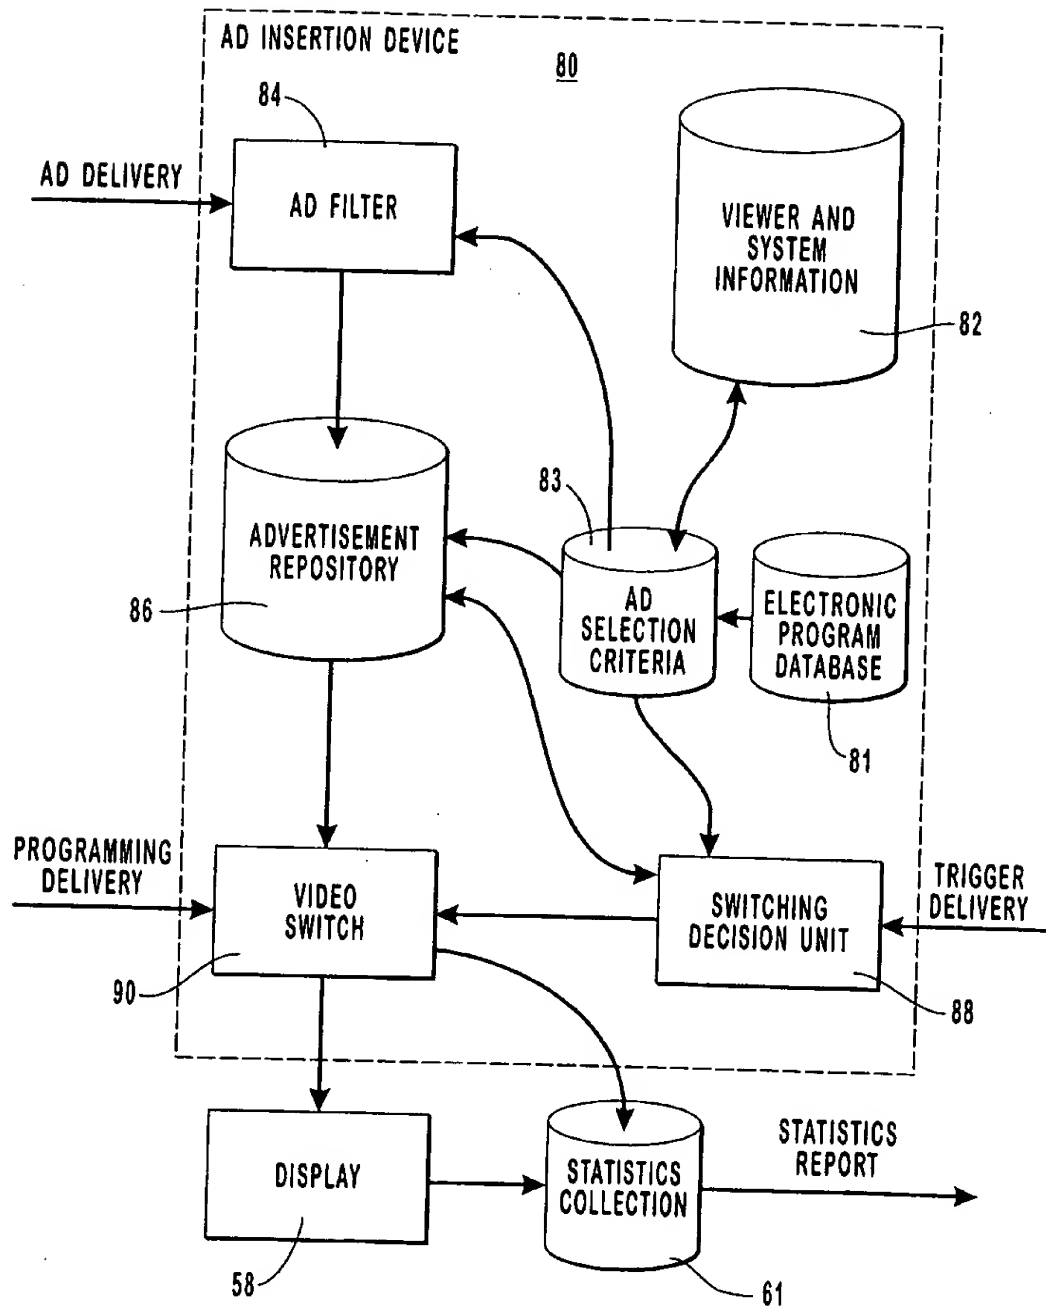 AD INSERTION DEVICE
80
84
AD DELIVERY
AD FILTER
VIEWER AND
SYSTEM
INFORMATION
82
83
ADVERTISEMENT
REPOSITORY
86
AD
SELECTION
CRITERIA
ELECTRONIC
PROGRAM
DATABASE
81
PROGRAMMING
DELIVERY
VIDEO
SWITCH
90
SWITCHING
DECISION UNIT
88
TRIGGER
DELIVERY
DISPLAY
58
STATISTICS
COLLECTION
61
STATISTICS
REPORT